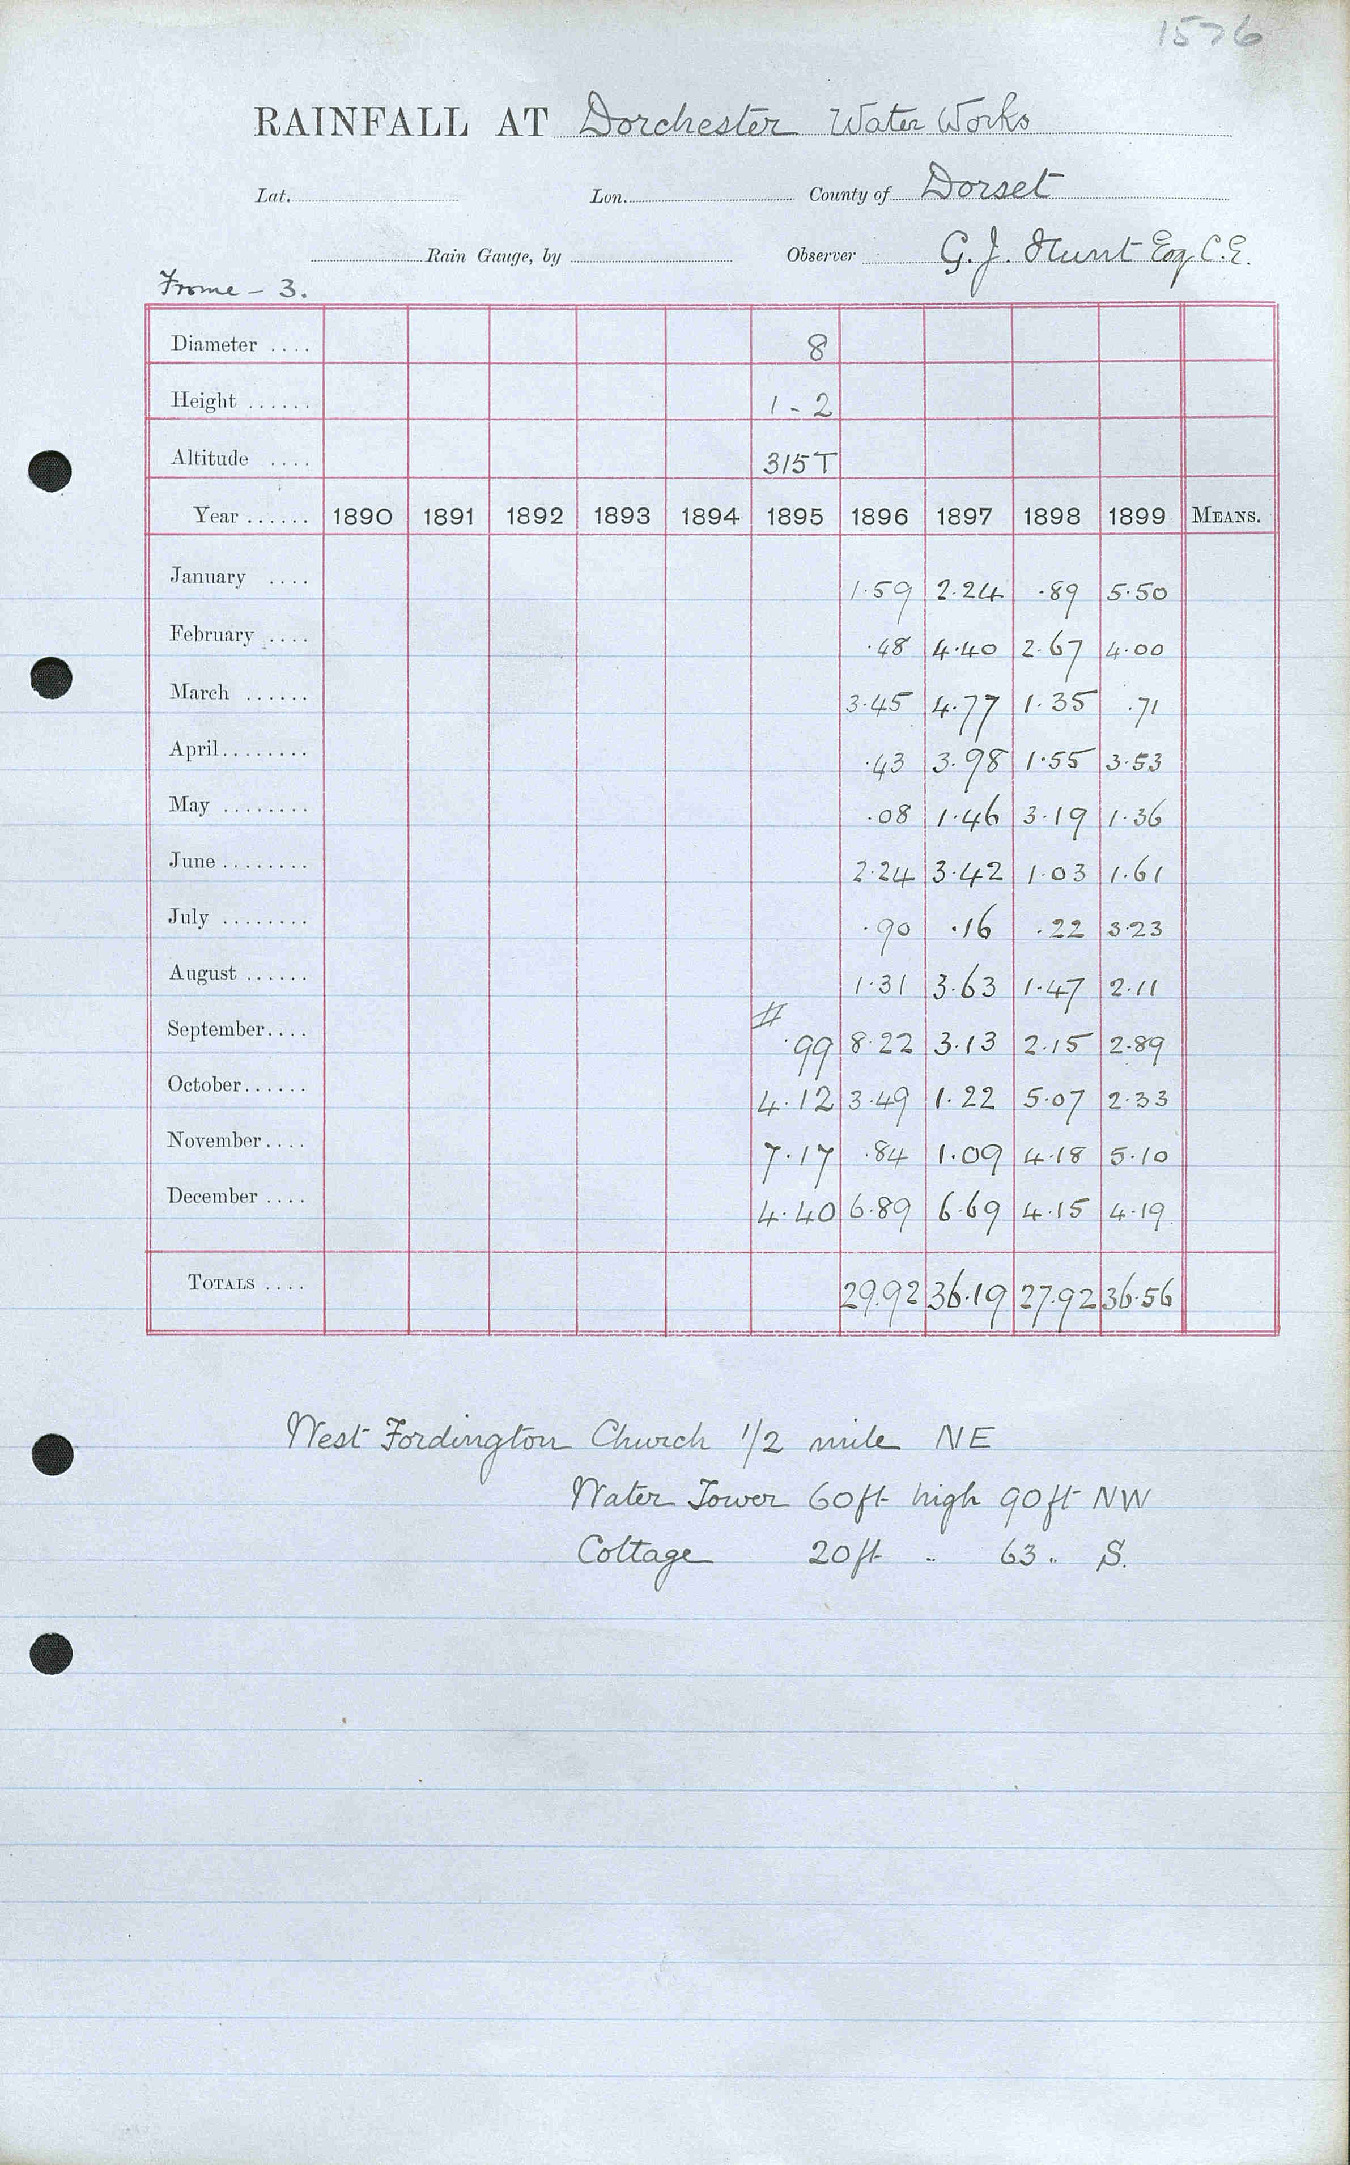 1576
RAINFALL AT Dorchester Water Works
Lat. Lon. County of Dorset
Rain Gauge, by Observer G. J. Hunt Esq C.E.
Frome - 3.
Diameter .... 8
Height ...... 1 - 2
Altitude .... 315T
Year ...... 1890 1891 1892 1893 1894 1895 1896 1897 1898 1899 MEANS.
January .... 1.59 2.24 .89 5.50
February .... .48 4.40 2.67 4.00
March ...... 3.45 4.77 1.35 .71
April........ .43 3.98 1.55 3.53
May ........ .08 1.46 3.19 1.36
June ........ 2.24 3.42 1.03 1.61
July ........ .90 .16 .22 3.23
August ...... 1.31 3.63 1.47 2.11
September.... # .99 8.22 3.13 2.15 2.89
October...... 4.12 3.49 1.22 5.07 2.33
November.... 7.17 .84 1.09 4.18 5.10
December .... 4.40 6.89 6.69 4.15 4.19
TOTALS .... 29.92 36.19 27.92 36.56
West Fordington Church 1/2 mile NE
Water Tower 60ft high 90ft NW
Cottage 20ft " 63 " S.